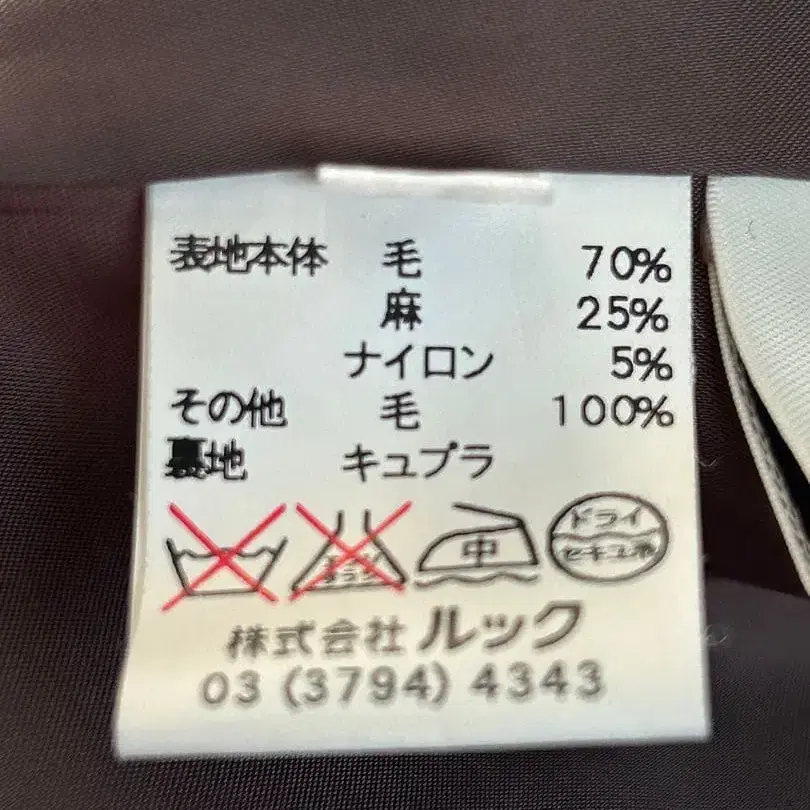 表地本体 毛 70%
麻 25%
ナイロン 5%
その他 毛 100%
裏地 キュプラ
中
ドライ
セキユ系
株式会社 ルック
03 (3794) 4343